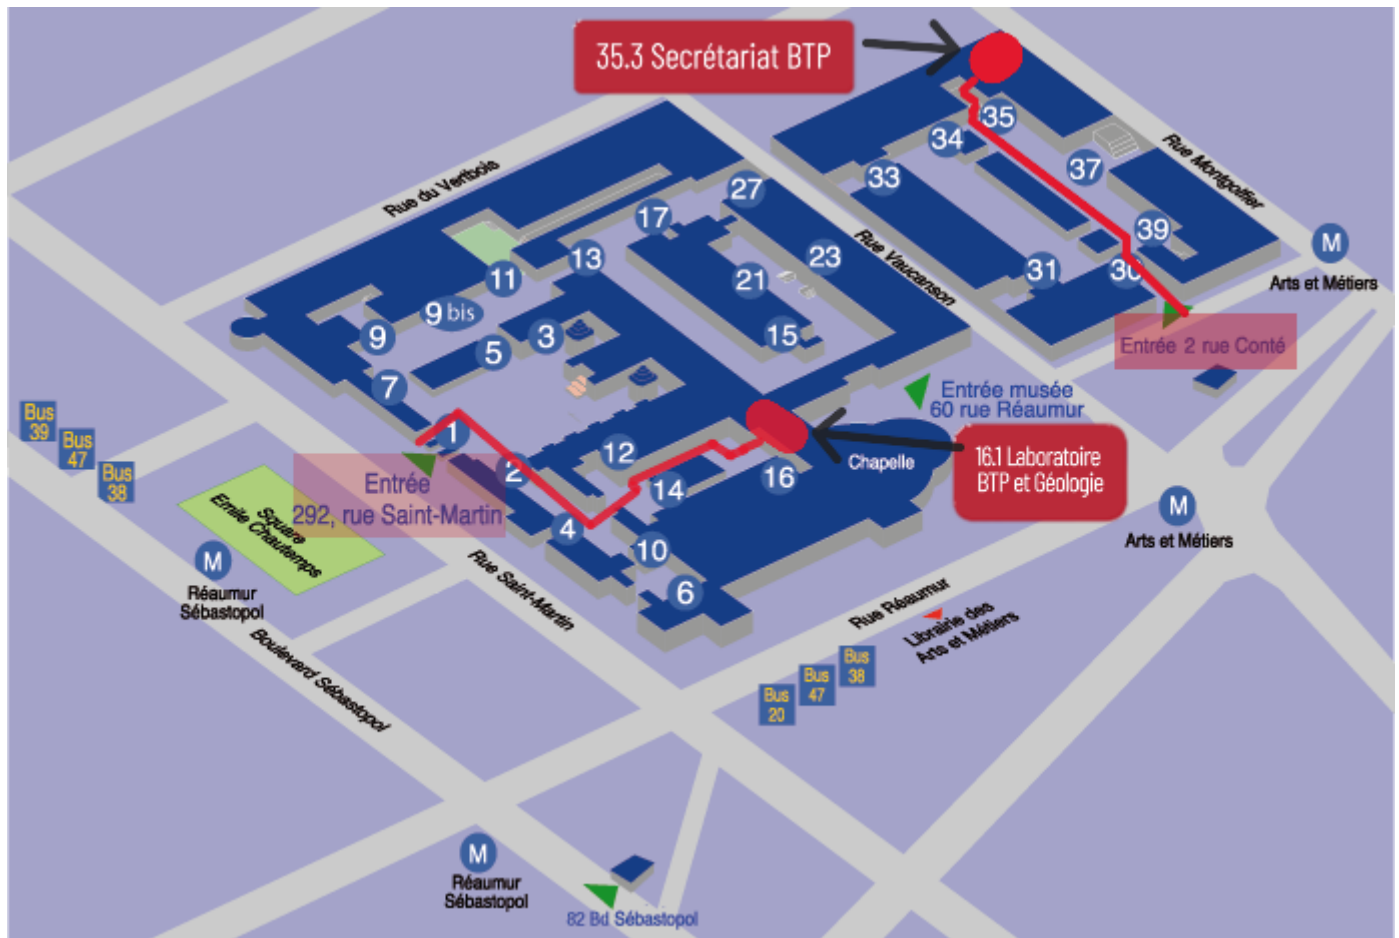 35.3 Secrétariat BTP
35
34
Rue Montgolfier
37
33
Rue du Vertbois
27
17
39
M
Arts et Métiers
Rue Vaucanson
23
13
31
30
11
21
9 bis
3
15
9
5
Entrée 2 rue Conté
7
Entrée musée
60 rue Réaumur
Bus
39
Bus
47
Bus
38
1
12
2
16
Chapelle
16.1 Laboratoire
BTP et Géologie
Entrée
292, rue Saint-Martin
14
4
M
Arts et Métiers
Square
Emile Chautemps
10
M
Réaumur
Sébastopol
Rue Saint-Martin
6
Rue Réaumur
Librairie des
Arts et Métiers
Boulevard Sébastopol
Bus
38
Bus
47
Bus
20
M
Réaumur
Sébastopol
82 Bd Sébastopol